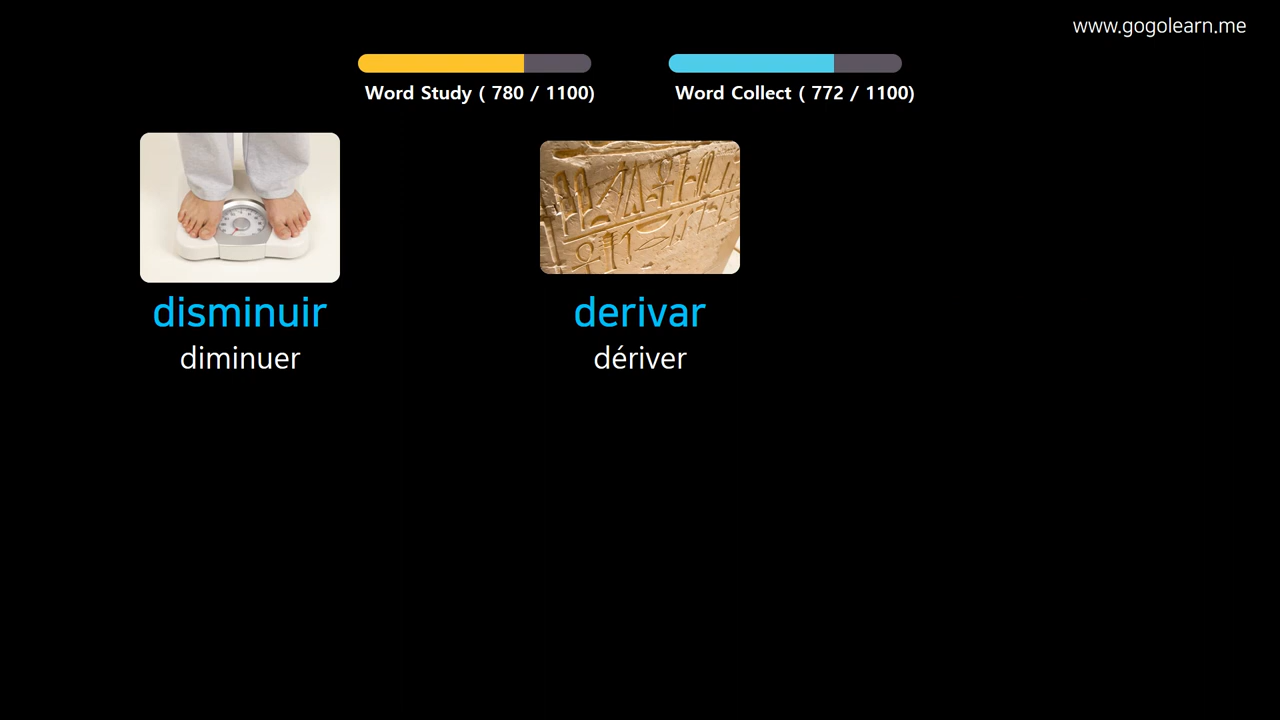 www.gogolearn.me
Word Study ( 780 / 1100)
Word Collect ( 772 / 1100)
disminuir
diminuer
derivar
dériver